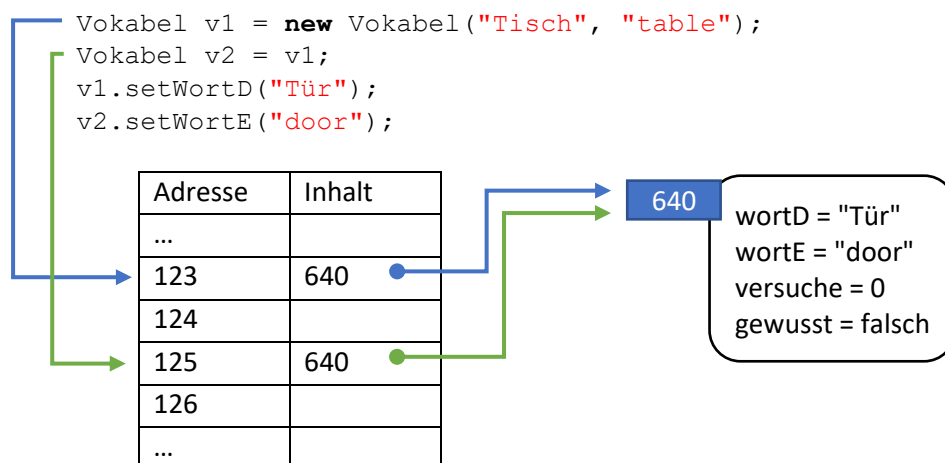 Vokabel v1 = new Vokabel("Tisch", "table");
Vokabel v2 = v1;
v1.setWortD("Tür");
v2.setWortE("door");
Adresse Inhalt
…
123 640
124
125 640
126
…
640
wortD = "Tür"
wortE = "door"
versuche = 0
gewusst = falsch